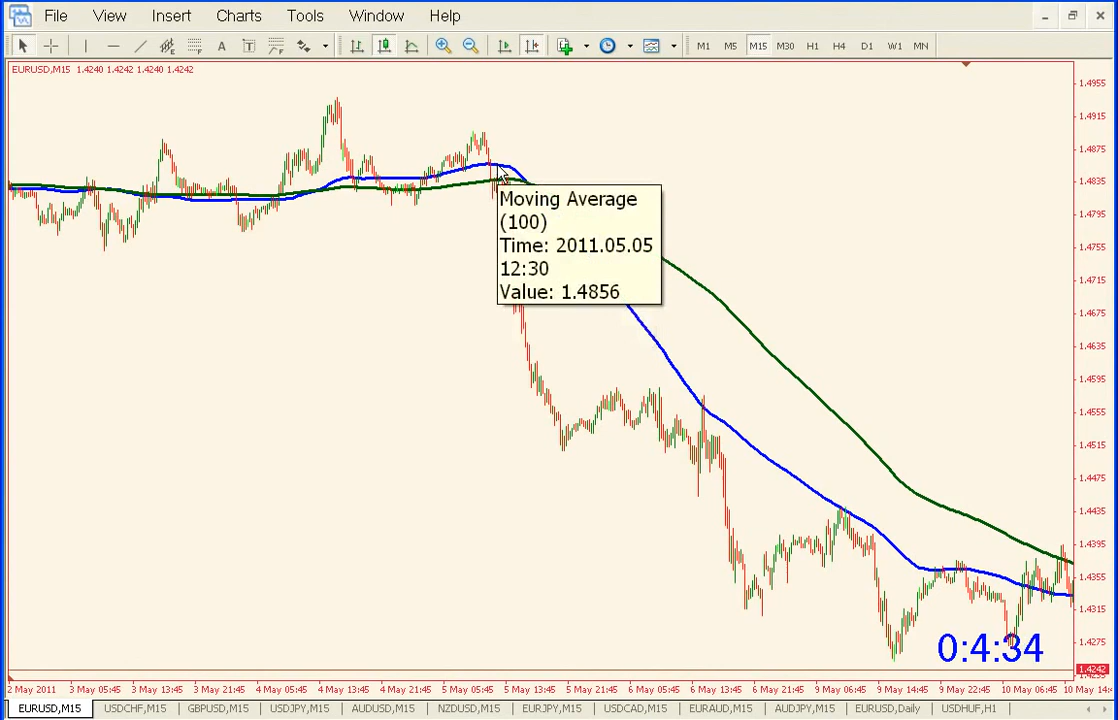 File View Insert Charts Tools Window Help
A T M1 M5 M15 M30 H1 H4 D1 W1 MN
EURUSD,M15 1.4240 1.4242 1.4240 1.4242
1.4955
1.4915
1.4875
1.4835
1.4795
1.4755
1.4715
1.4675
1.4635
1.4595
1.4555
1.4515
1.4475
1.4435
1.4395
1.4355
1.4315
1.4275
1.4242
1.4235
Moving Average
(100)
Time: 2011.05.05
12:30
Value: 1.4856
0:4:34
2 May 2011 3 May 05:45 3 May 13:45 3 May 21:45 4 May 05:45 4 May 13:45 4 May 21:45 5 May 05:45 5 May 13:45 5 May 21:45 6 May 05:45 6 May 13:45 6 May 21:45 9 May 06:45 9 May 14:45 9 May 22:45 10 May 06:45 10 May 14:
EURUSD,M15 USDCHF,M15 GBPUSD,M15 USDJPY,M15 AUDUSD,M15 NZDUSD,M15 EURJPY,M15 USDCAD,M15 EURAUD,M15 AUDJPY,M15 EURUSD,Daily USDHUF,H1